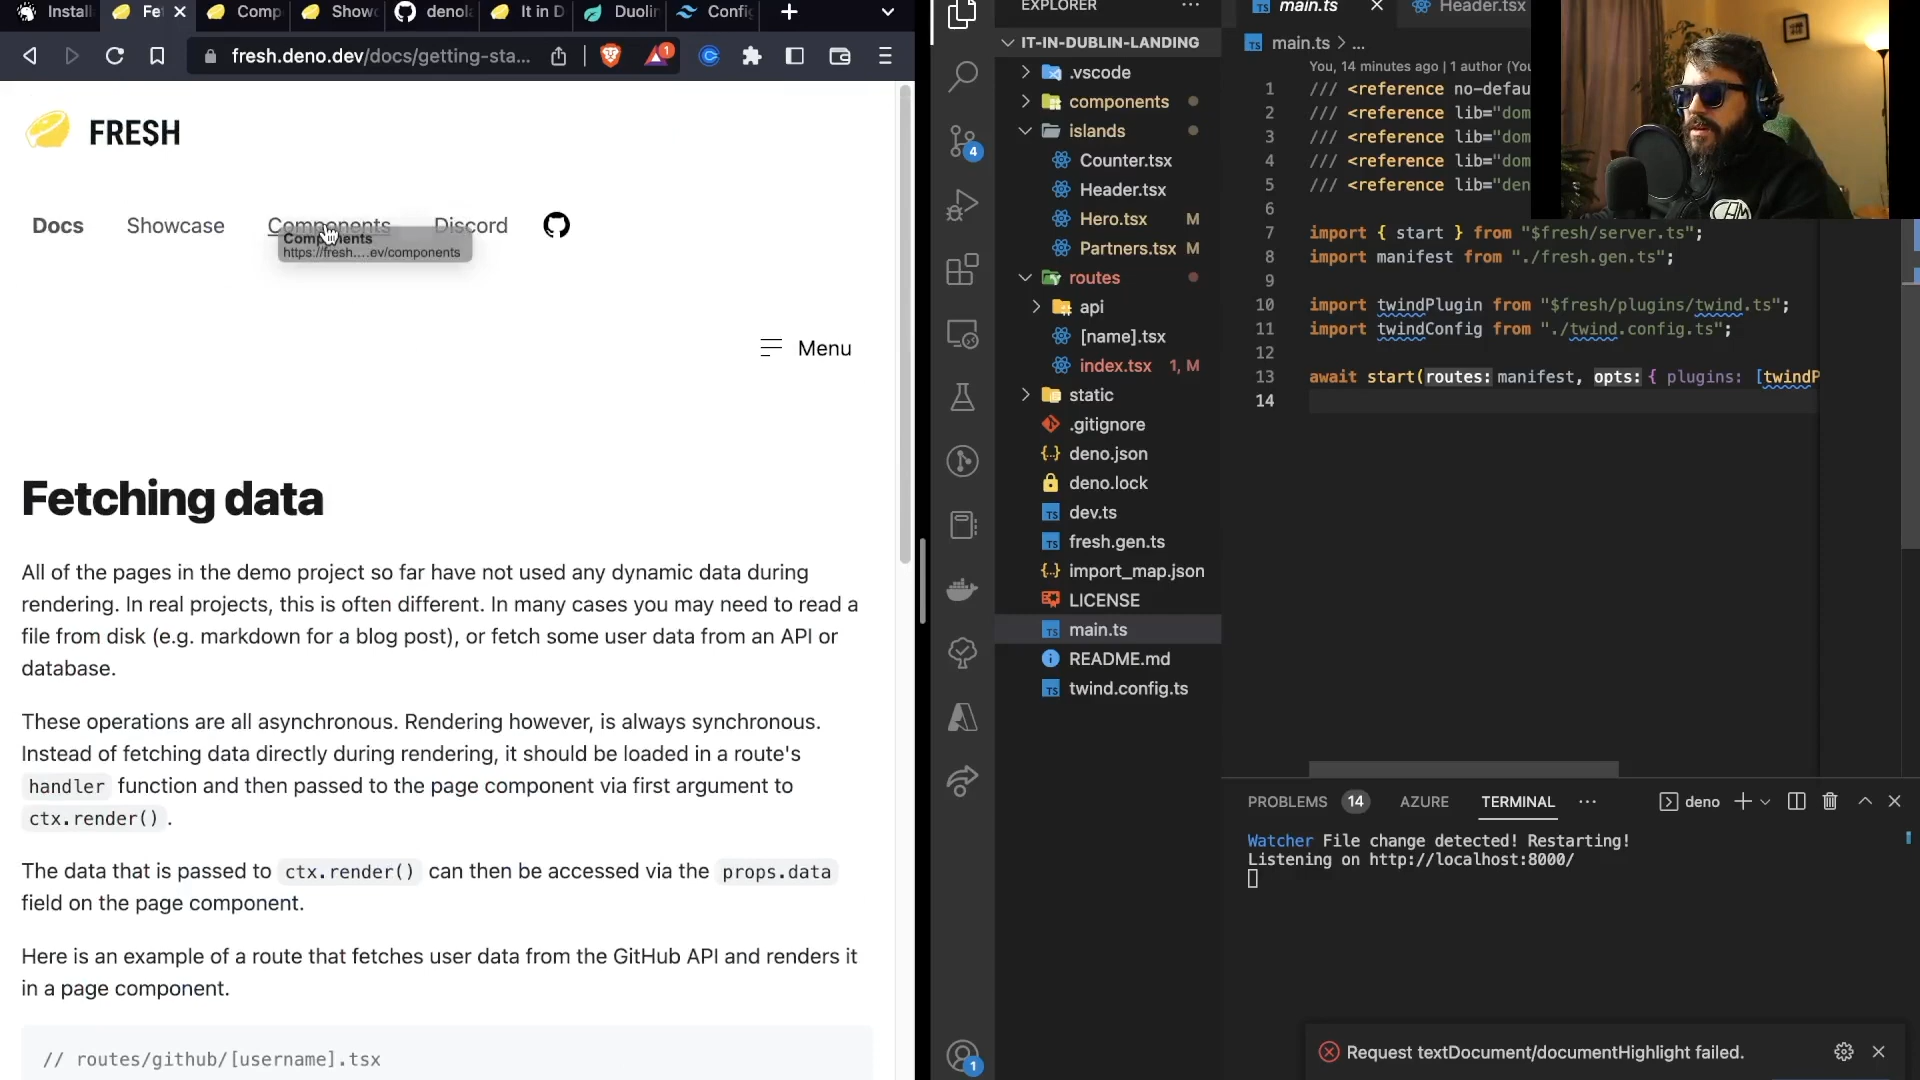 Install
Fet
Comp
Showc
denola
It in D
Duolin
Config
fresh.deno.dev/docs/getting-sta...
1
FRESH
Docs
Showcase
Components
Discord
Components
https://fresh....ev/components
Menu
Fetching data
All of the pages in the demo project so far have not used any dynamic data during
rendering. In real projects, this is often different. In many cases you may need to read a
file from disk (e.g. markdown for a blog post), or fetch some user data from an API or
database.
These operations are all asynchronous. Rendering however, is always synchronous.
Instead of fetching data directly during rendering, it should be loaded in a route's
handler function and then passed to the page component via first argument to
ctx.render() .
The data that is passed to ctx.render() can then be accessed via the props.data
field on the page component.
Here is an example of a route that fetches user data from the GitHub API and renders it
in a page component.
// routes/github/[username].tsx
4
1
EXPLORER
IT-IN-DUBLIN-LANDING
.vscode
components
islands
Counter.tsx
Header.tsx
Hero.tsx M
Partners.tsx M
routes
api
[name].tsx
index.tsx 1, M
static
.gitignore
deno.json
deno.lock
dev.ts
fresh.gen.ts
import_map.json
LICENSE
main.ts
README.md
twind.config.ts
main.ts
Header.tsx
main.ts > ...
You, 14 minutes ago | 1 author (You
1 /// <reference no-defau
2 /// <reference lib="dom
3 /// <reference lib="dom
4 /// <reference lib="dom
5 /// <reference lib="den
6
7 import { start } from "$fresh/server.ts";
8 import manifest from "./fresh.gen.ts";
9
10 import twindPlugin from "$fresh/plugins/twind.ts";
11 import twindConfig from "./twind.config.ts";
12
13 await start(routes: manifest, opts: { plugins: [twindP
14
PROBLEMS 14 AZURE TERMINAL ... deno
Watcher File change detected! Restarting!
Listening on http://localhost:8000/
Request textDocument/documentHighlight failed.